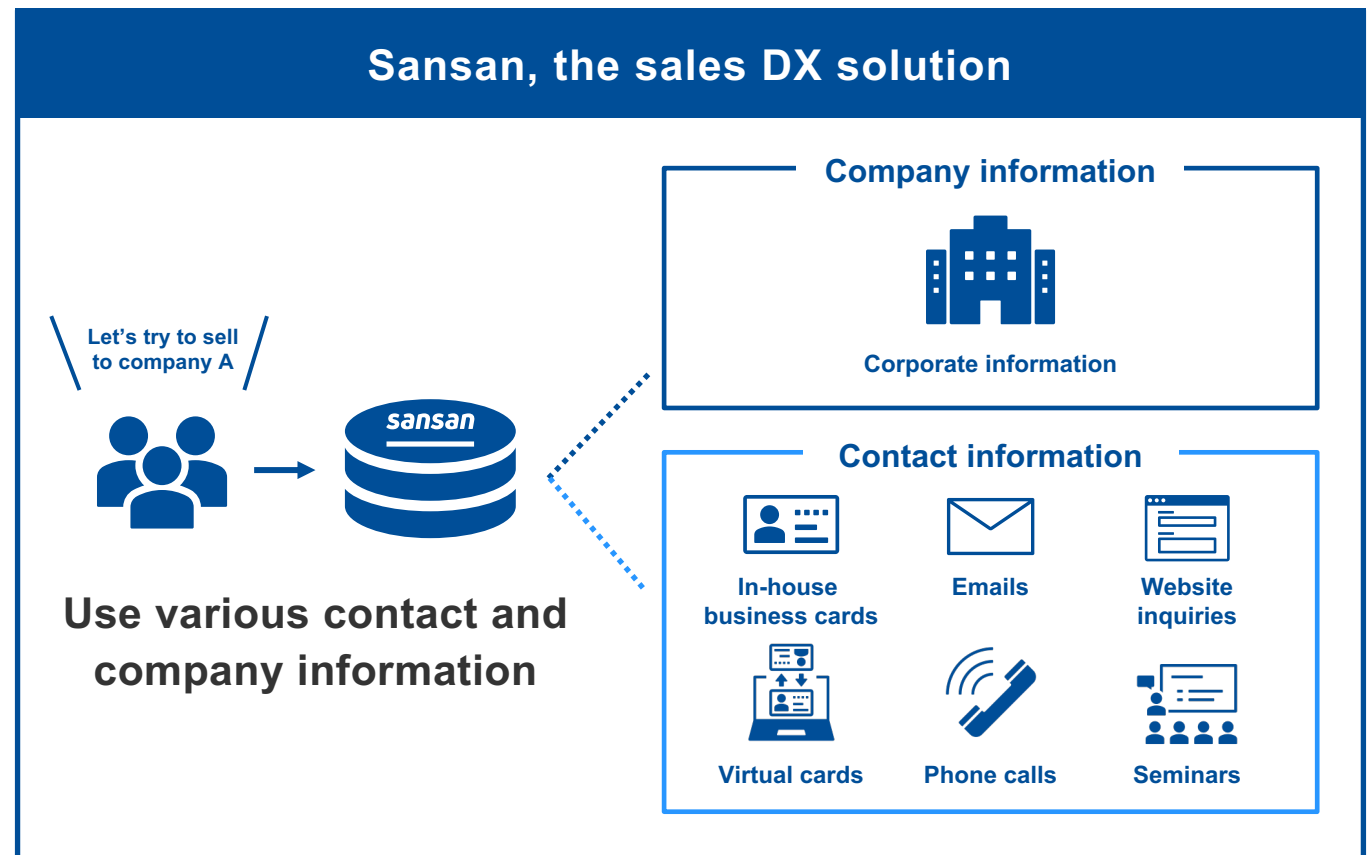 Sansan, the sales DX solution
Let's try to sell
to company A
sansan
Use various contact and
company information
Company information
Corporate information
Contact information
In-house
business cards
Emails
Website
inquiries
Virtual cards
Phone calls
Seminars